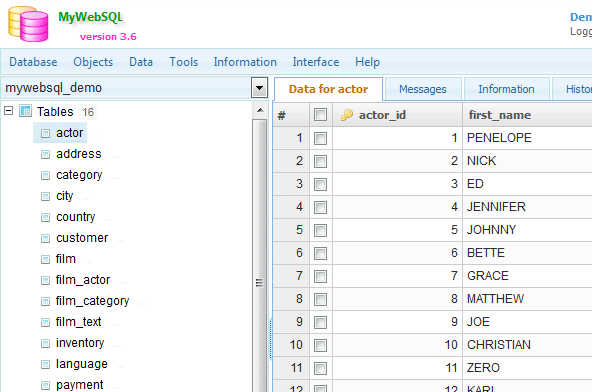 MyWebSQL
version 3.6
Database Objects Data Tools Information Interface Help
mywebsql_demo
Tables 16
actor
address
category
city
country
customer
film
film_actor
film_category
film_text
inventory
language
payment
Data for actor Messages Information
# actor_id first_name
1 1 PENELOPE
2 2 NICK
3 3 ED
4 4 JENNIFER
5 5 JOHNNY
6 6 BETTE
7 7 GRACE
8 8 MATTHEW
9 9 JOE
10 10 CHRISTIAN
11 11 ZERO
12 12 KARL